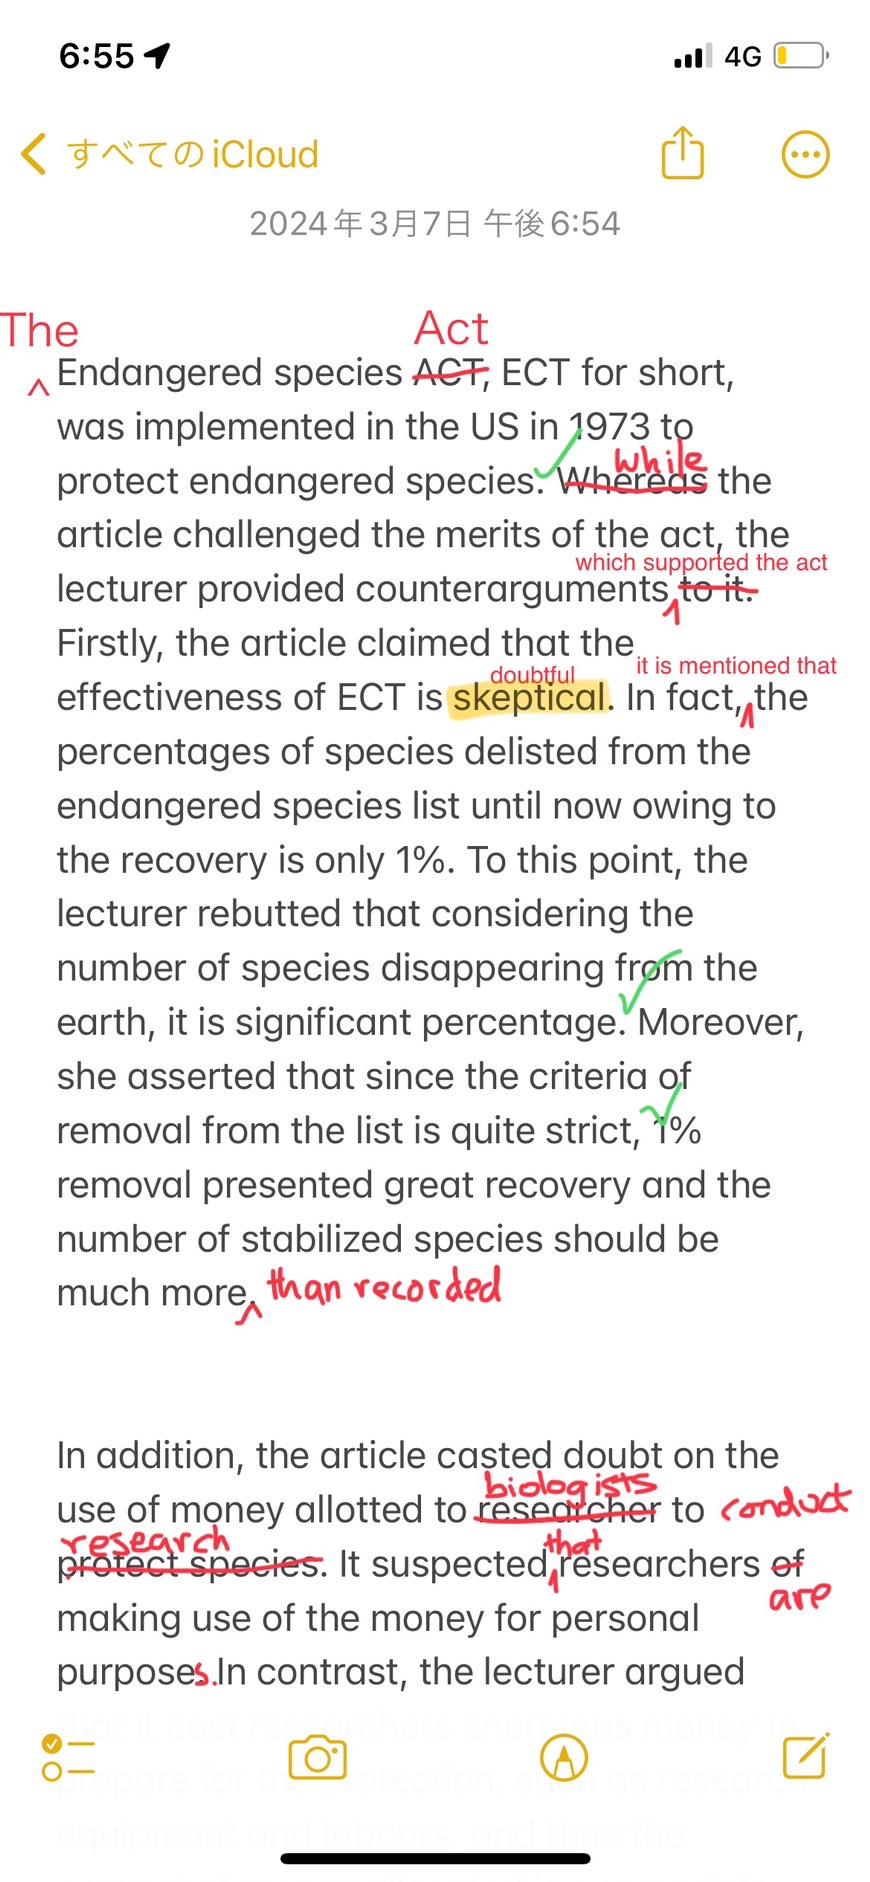 6:55
4G
すべてのiCloud
2024年3月7日 午後6:54
The
Act
Endangered species ACT, ECT for short,
was implemented in the US in 1973 to
while
protect endangered species. Whereas the
article challenged the merits of the act, the
which supported the act
lecturer provided counterarguments to it.
Firstly, the article claimed that the
doubtful
it is mentioned that
effectiveness of ECT is skeptical. In fact, the
percentages of species delisted from the
endangered species list until now owing to
the recovery is only 1%. To this point, the
lecturer rebutted that considering the
number of species disappearing from the
earth, it is significant percentage. Moreover,
she asserted that since the criteria of
removal from the list is quite strict, 1%
removal presented great recovery and the
number of stabilized species should be
much more. than recorded
In addition, the article casted doubt on the
biologists
use of money allotted to researcher to conduct
research
that
protect species. It suspected researchers of
are
making use of the money for personal
purposes.In contrast, the lecturer argued
that it cost researchers enormous money to
prepare for the protection, such as research
equipment and labours, and thus the